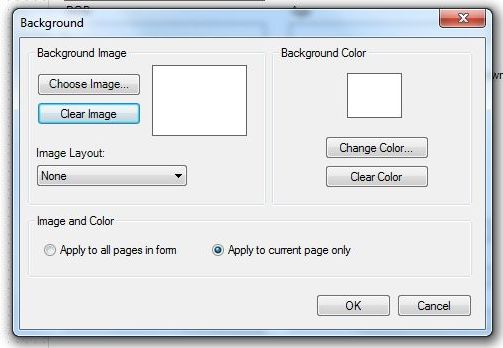 Background
Background Image
Choose Image...
Clear Image
Image Layout:
None
Background Color
Change Color...
Clear Color
Image and Color
Apply to all pages in form
Apply to current page only
OK
Cancel